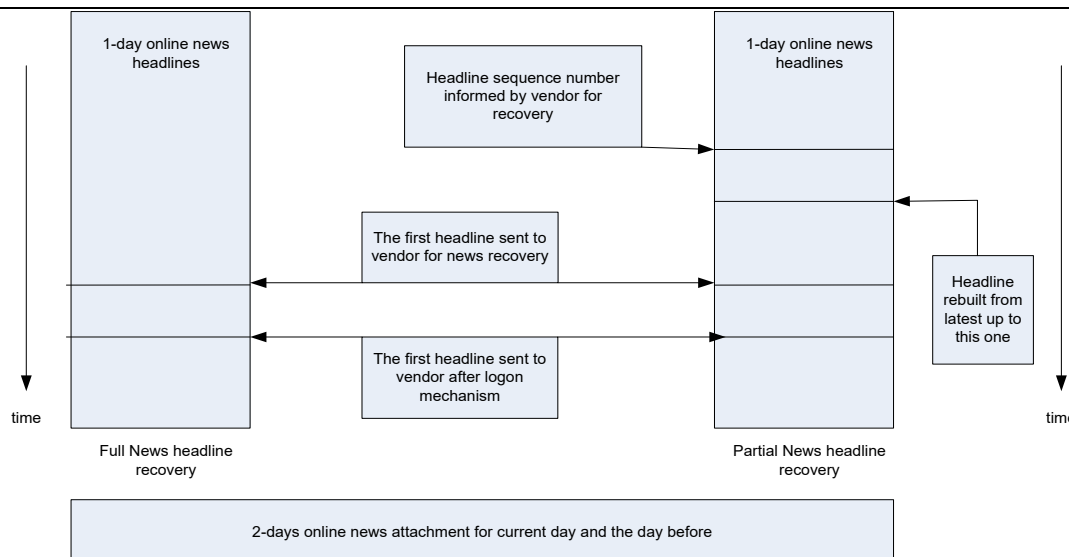 1-day online news
headlines
Headline sequence number
informed by vendor for
recovery
1-day online news
headlines
The first headline sent to
vendor for news recovery
Headline
rebuilt from
latest up to
this one
The first headline sent to
vendor after logon
mechanism
time
time
Full News headline
recovery
Partial News headline
recovery
2-days online news attachment for current day and the day before